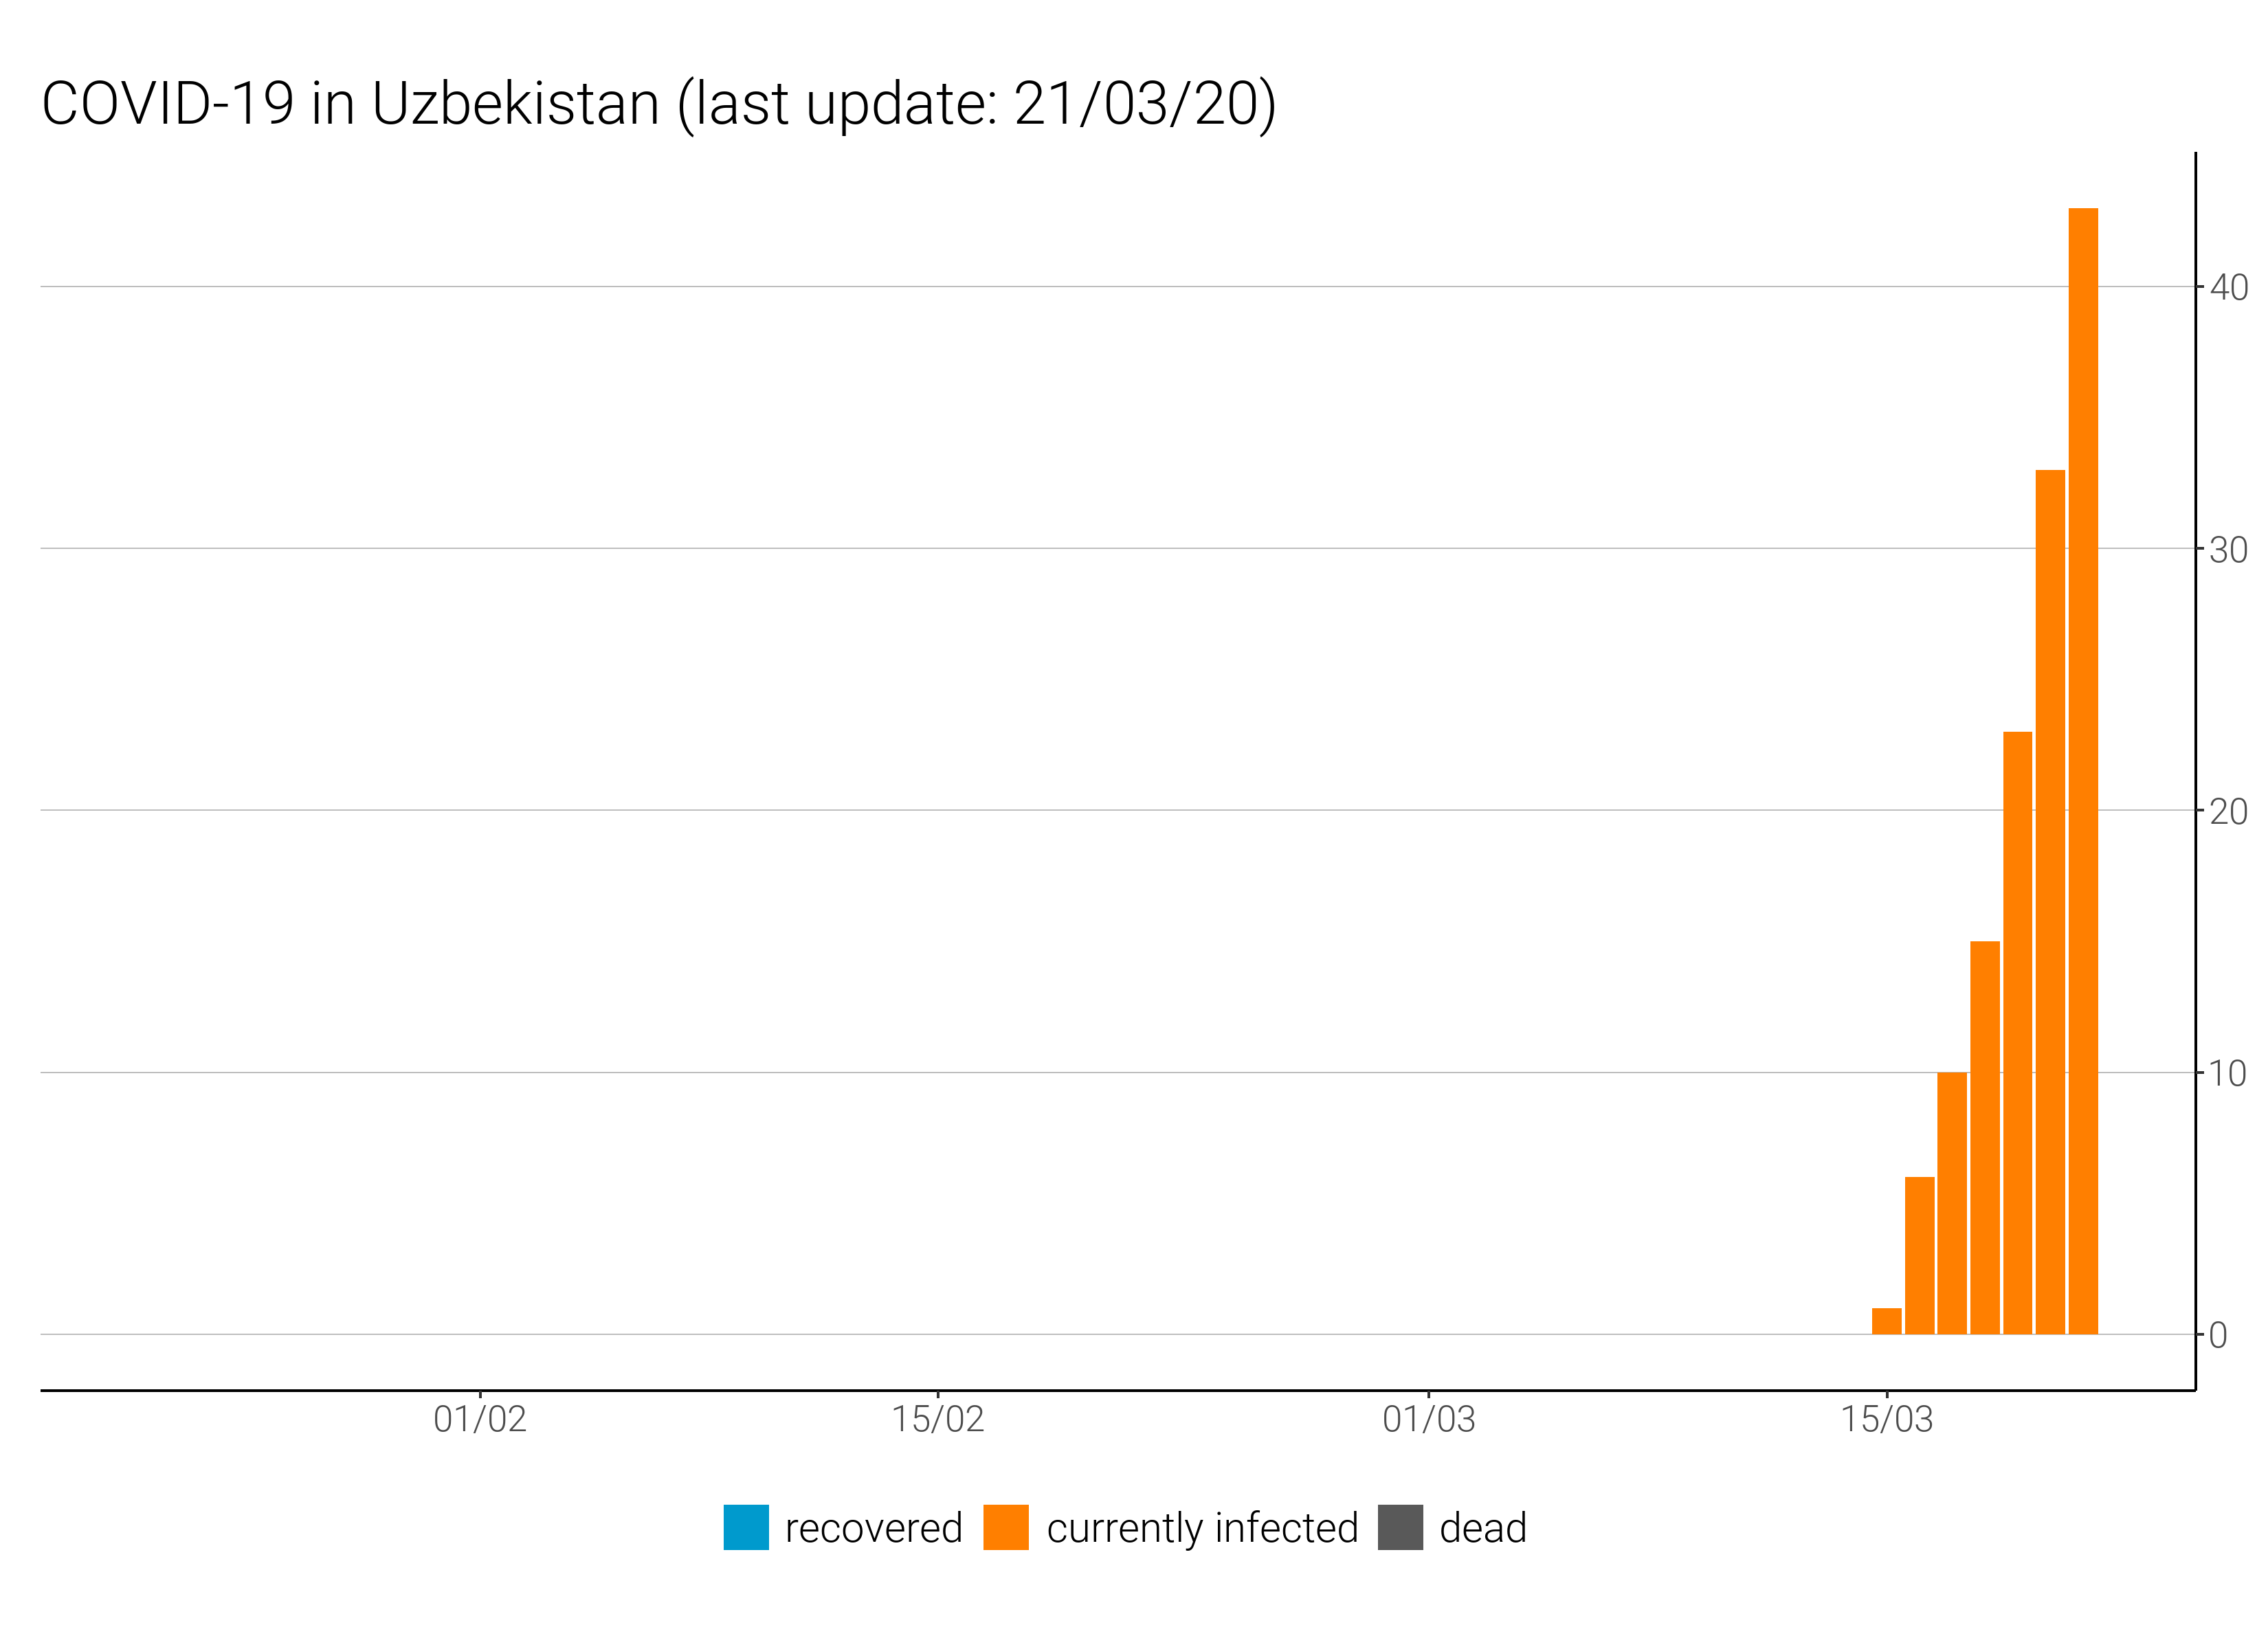 COVID-19 in Uzbekistan (last update: 21/03/20)
40
30
20
10
0
01/02 15/02 01/03 15/03
recovered currently infected dead